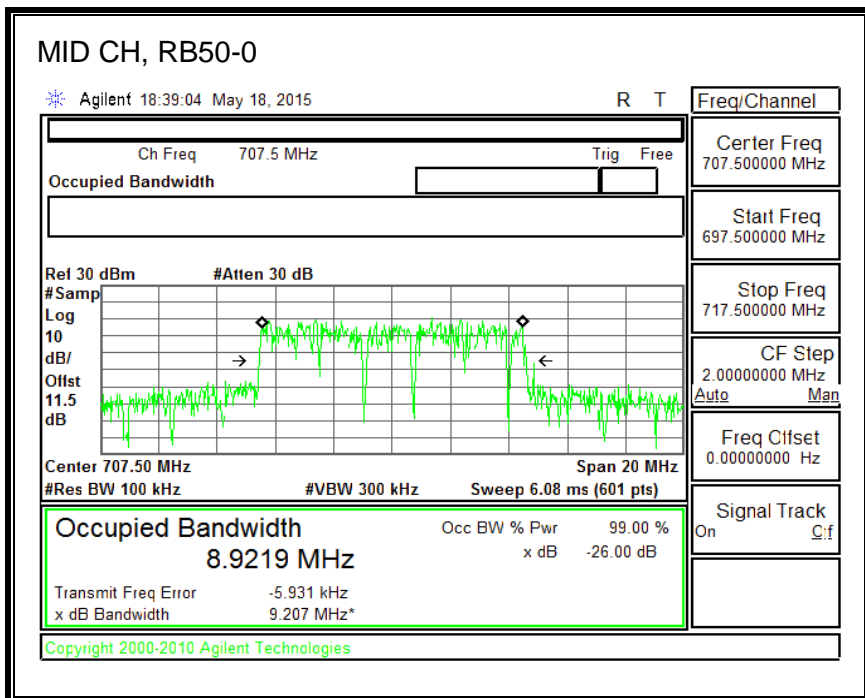 MID CH, RB50-0
Agilent 18:39:04 May 18, 2015 R T
Freq/Channel
Ch Freq 707.5 MHz Trig Free
Occupied Bandwidth
Center Freq
707.500000 MHz
Start Freq
697.500000 MHz
Stop Freq
717.500000 MHz
CF Step
2.00000000 MHz
Auto Man
Freq Offset
0.00000000 Hz
Signal Track
On Off
Ref 30 dBm #Atten 30 dB
#Samp
Log
10
dB/
Offst
11.5
dB
Center 707.50 MHz Span 20 MHz
#Res BW 100 kHz #VBW 300 kHz Sweep 6.08 ms (601 pts)
Occupied Bandwidth
8.9219 MHz
Occ BW % Pwr 99.00 %
x dB -26.00 dB
Transmit Freq Error -5.931 kHz
x dB Bandwidth 9.207 MHz*
Copyright 2000-2010 Agilent Technologies